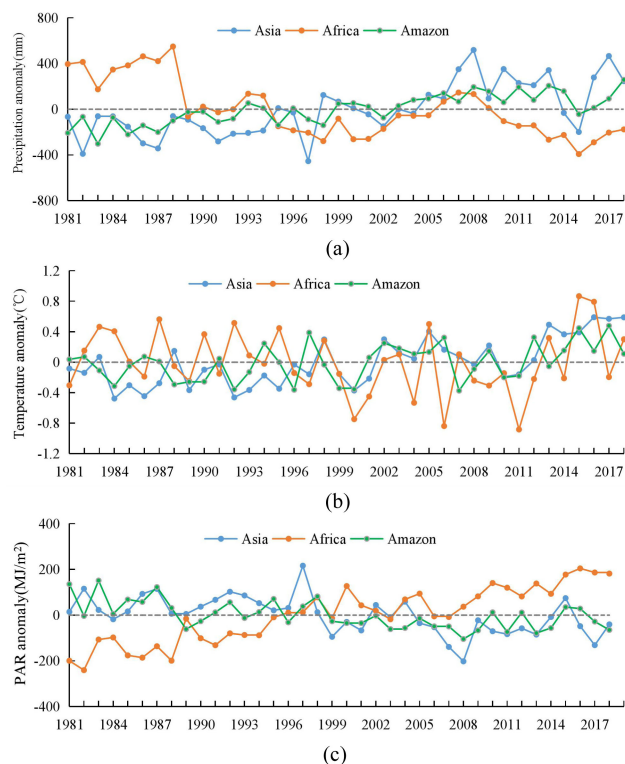 800
400
0
-400
-800
Precipitation anomaly(mm)
Asia Africa Amazon
1981 1984 1987 1990 1993 1996 1999 2002 2005 2008 2011 2014 2017
(a)
1.2
0.8
0.4
0.0
-0.4
-0.8
-1.2
Temperature anomaly(℃)
Asia Africa Amazon
1981 1984 1987 1990 1993 1996 1999 2002 2005 2008 2011 2014 2017
(b)
400
200
0
-200
-400
PAR anomaly(MJ/m²)
Asia Africa Amazon
1981 1984 1987 1990 1993 1996 1999 2002 2005 2008 2011 2014 2017
(c)